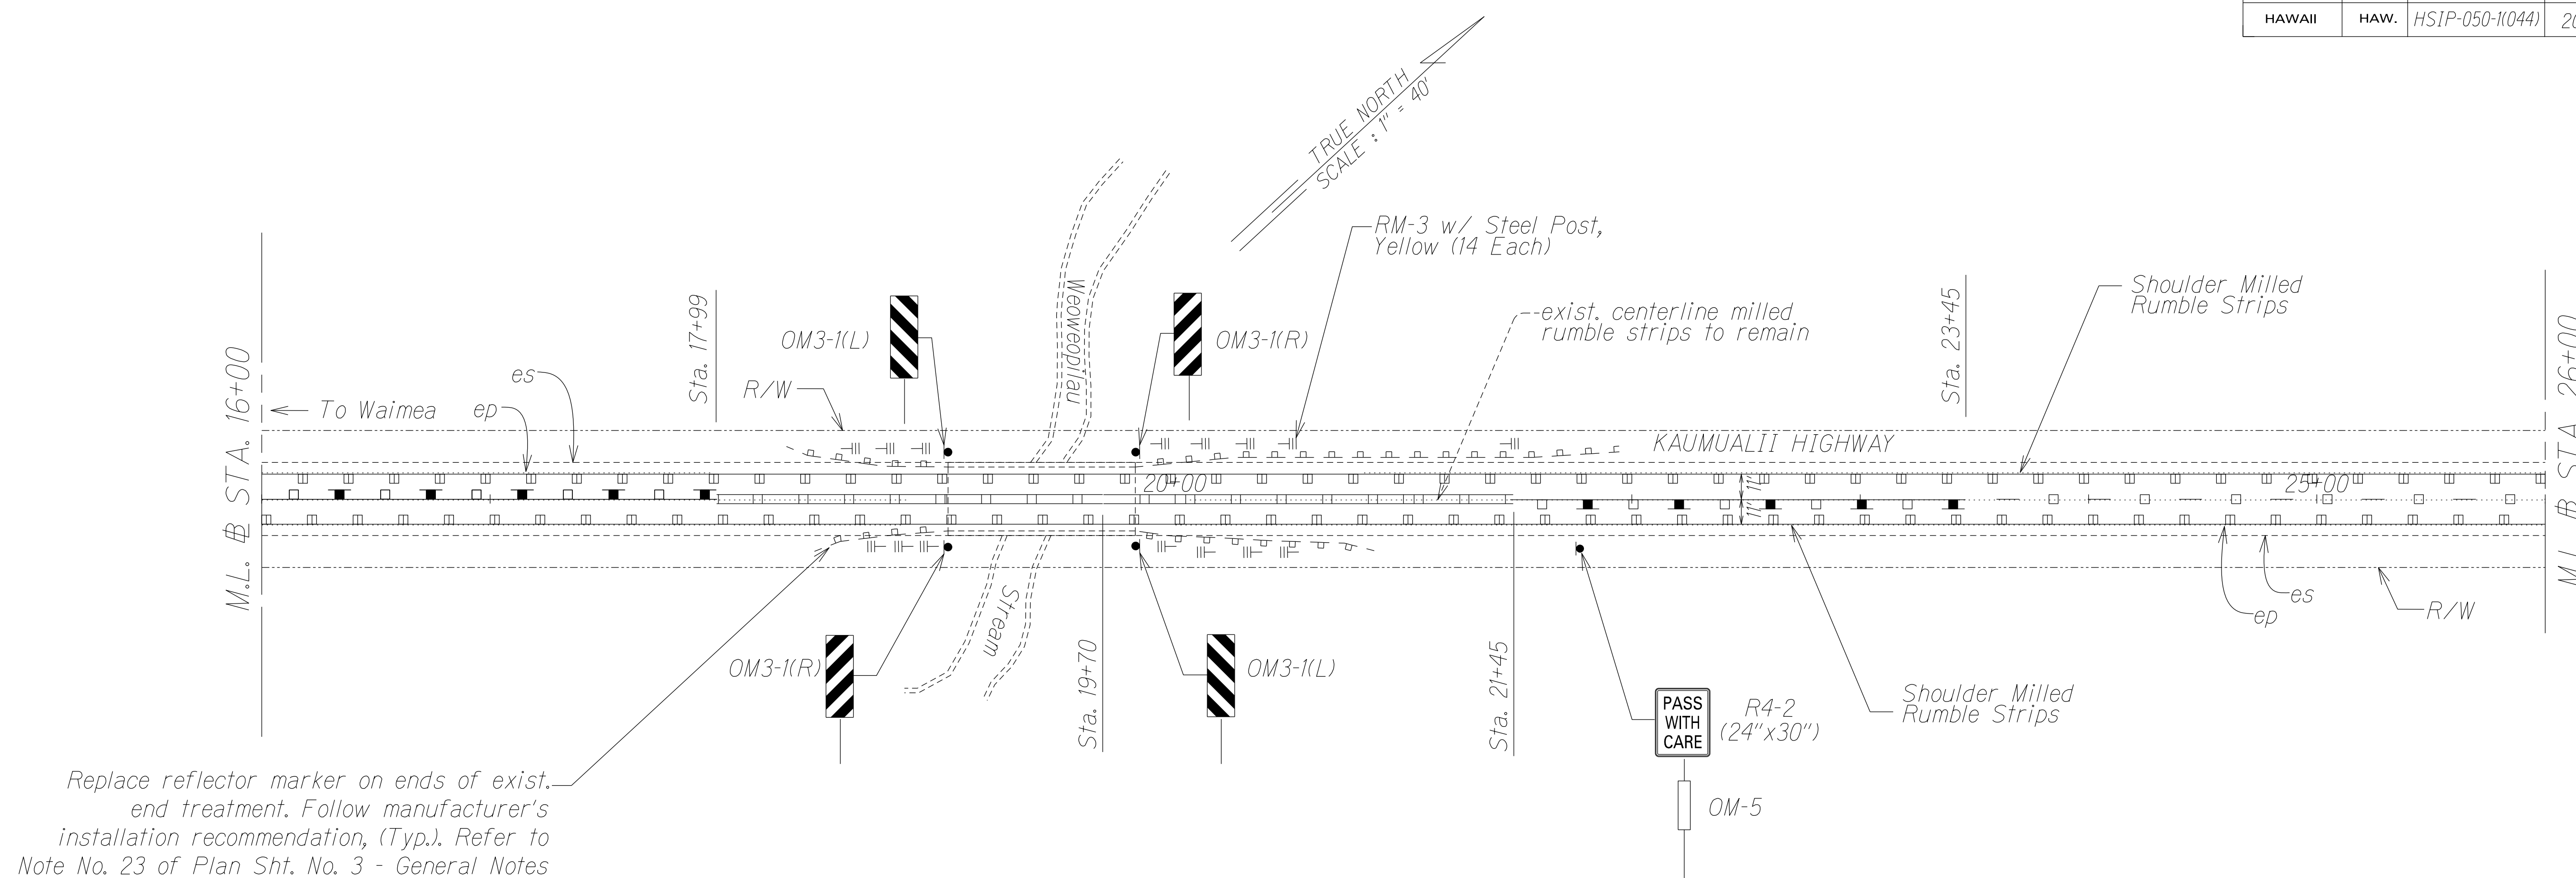 HAWAII HAW. HSIP-050-1(044)
TRUE NORTH
SCALE : 1" = 40'
RM-3 w/ Steel Post,
Yellow (14 Each)
Weoweopilau
Shoulder Milled
Rumble Strips
exist. centerline milled
rumble strips to remain
Sta. 17+99
OM3-1(L)
OM3-1(R)
Sta. 23+45
M.L. BL STA. 16+00
es
R/W
To Waimea
ep
KAUMUALII HIGHWAY
20+00
11'
11'
25+00
M.L. BL STA. 26+00
Stream
es
ep
R/W
OM3-1(R)
Sta. 19+70
OM3-1(L)
Sta. 21+45
PASS
WITH
CARE
R4-2
(24"x30")
Shoulder Milled
Rumble Strips
Replace reflector marker on ends of exist.
end treatment. Follow manufacturer's
installation recommendation, (Typ.). Refer to
Note No. 23 of Plan Sht. No. 3 - General Notes
OM-5